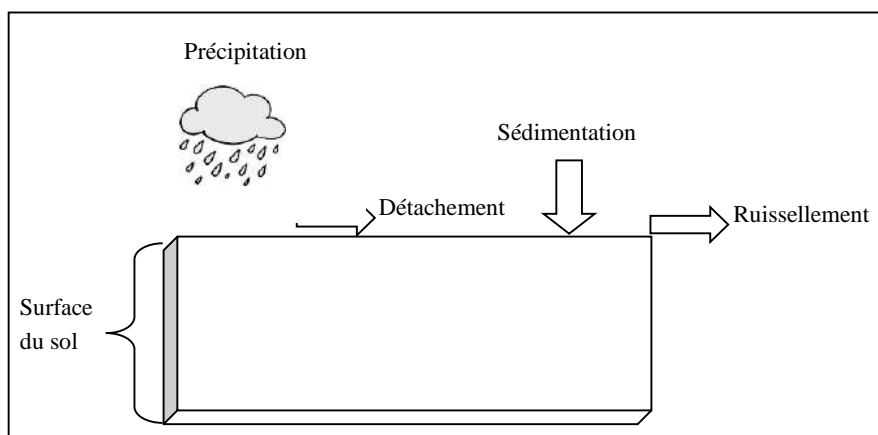 Précipitation
Sédimentation
Détachement
Ruissellement
Surface
du sol